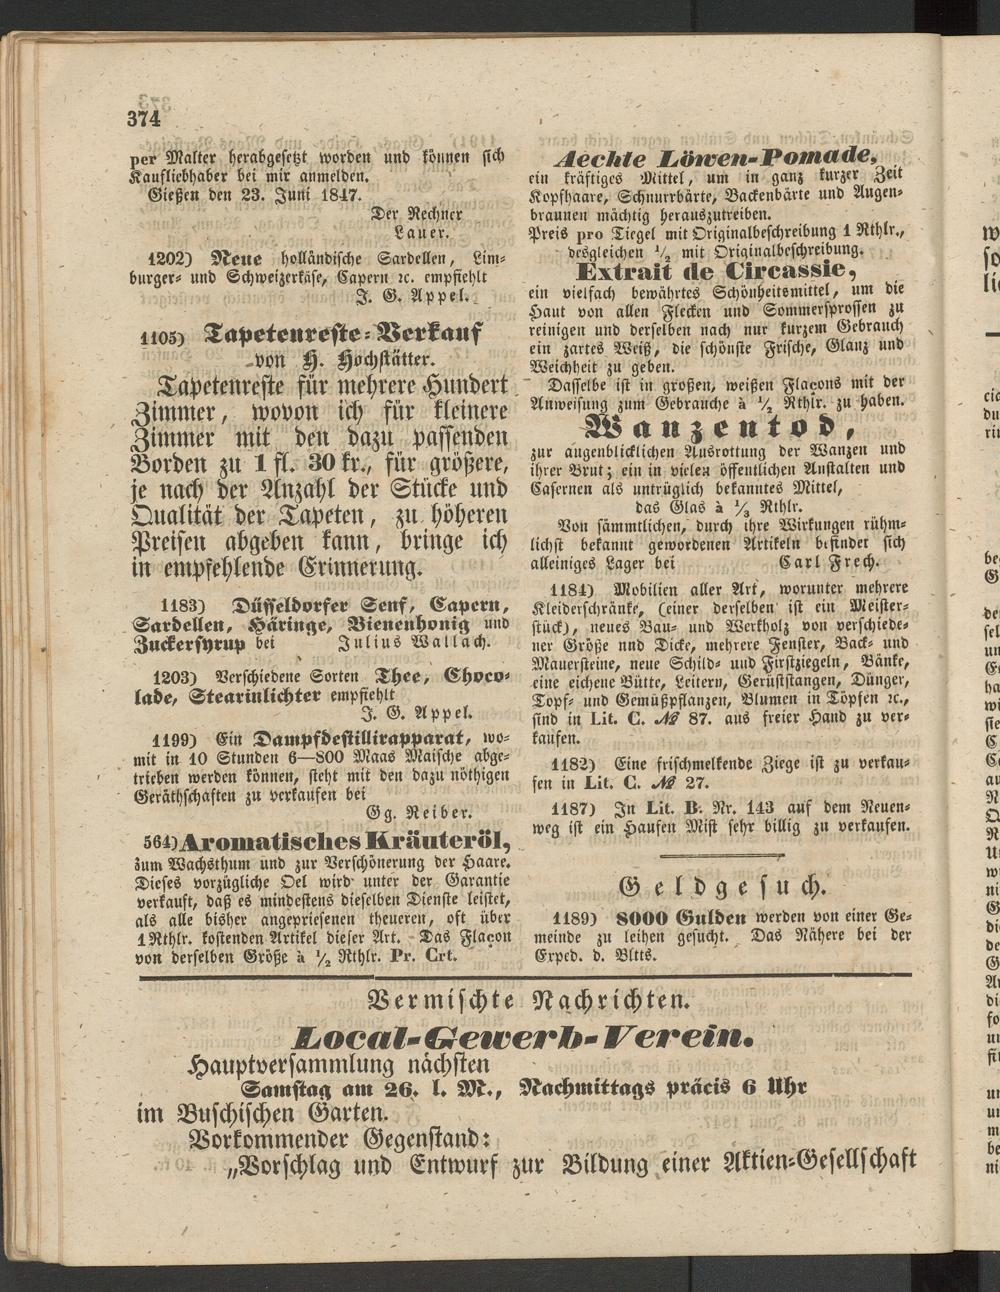 374
per Malter herabgesetzt worden und können sich
Kaufliebhaber bei mir anmelden.
Gießen den 23. Juni 1847.
Der Rechner
Lauer.
1202) Neue holländische Sardellen, Lim-
burger- und Schweizerkäse, Capern ꝛc. empfiehlt
J. G. Appel.
1105) Tapetenreste-Verkauf
von H. Hochstätter.
Tapetenreste für mehrere Hundert
Zimmer, wovon ich für kleinere
Zimmer mit den dazu passenden
Borden zu 1 fl. 30 kr., für größere,
je nach der Anzahl der Stücke und
Qualität der Tapeten, zu höheren
Preisen abgeben kann, bringe ich
in empfehlende Erinnerung.
1183) Düsseldorfer Senf, Capern,
Sardellen, Häringe, Bienenhonig und
Zuckersyrup bei Julius Wallach.
1203) Verschiedene Sorten Thee, Choco-
lade, Stearinlichter empfiehlt
J. G. Appel.
1199) Ein Dampfdestillirapparat, wo-
mit in 10 Stunden 6—800 Maas Maische abge-
trieben werden können, steht mit den dazu nöthigen
Geräthschaften zu verkaufen bei
Gg. Reiber.
564) Aromatisches Kräuteröl,
zum Wachsthum und zur Verschönerung der Haare.
Dieses vorzügliche Oel wird unter der Garantie
verkauft, daß es mindestens dieselben Dienste leistet,
als alle bisher angepriesenen theueren, oft über
1 Rthlr. kostenden Artikel dieser Art. Das Flaçon
von derselben Größe à 1/2 Rthlr. Pr. Crt.
Aechte Löwen-Pomade,
ein kräftiges Mittel, um in ganz kurzer Zeit
Kopfhaare, Schnurrbärte, Backenbärte und Augen-
braunen mächtig herauszutreiben.
Preis pro Tiegel mit Originalbeschreibung 1 Rthlr.,
desgleichen 1/2 mit Originalbeschreibung.
Extrait de Circassie,
ein vielfach bewährtes Schönheitsmittel, um die
Haut von allen Flecken und Sommersprossen zu
reinigen und derselben nach nur kurzem Gebrauch
ein zartes Weiß, die schönste Frische, Glanz und
Weichheit zu geben.
Dasselbe ist in großen, weißen Flacons mit der
Anweisung zum Gebrauche à 1/2 Rthlr. zu haben.
Wanzentod,
zur augenblicklichen Ausrottung der Wanzen und
ihrer Brut; ein in vielen öffentlichen Anstalten und
Casernen als untrüglich bekanntes Mittel,
das Glas à 1/3 Rthlr.
Von sämmtlichen, durch ihre Wirkungen rühm-
lichst bekannt gewordenen Artikeln befindet sich
alleiniges Lager bei Carl Frech.
1184) Mobilien aller Art, worunter mehrere
Kleiderschränke, (einer derselben ist ein Meister-
stück), neues Bau- und Werkholz von verschiede-
ner Größe und Dicke, mehrere Fenster, Back- und
Mauersteine, neue Schild- und Firstziegeln, Bänke,
eine eichene Bütte, Leitern, Gerüststangen, Dünger,
Topf- und Gemüßpflanzen, Blumen in Töpfen ꝛc.,
sind in Lit. C. № 87. aus freier Hand zu ver-
kaufen.
1182) Eine frischmelkende Ziege ist zu verkau-
fen in Lit. C. № 27.
1187) In Lit. B. Nr. 143 auf dem Neuen-
weg ist ein Haufen Mist sehr billig zu verkaufen.
Geldgesuch.
1189) 8000 Gulden werden von einer Ge-
meinde zu leihen gesucht. Das Nähere bei der
Exped. d. Bltts.
Vermischte Nachrichten.
Local-Gewerb-Verein.
Hauptversammlung nächsten
Samstag am 26. l. M., Nachmittags präcis 6 Uhr
im Buschischen Garten.
Vorkommender Gegenstand:
„Vorschlag und Entwurf zur Bildung einer Aktien-Gesellschaft